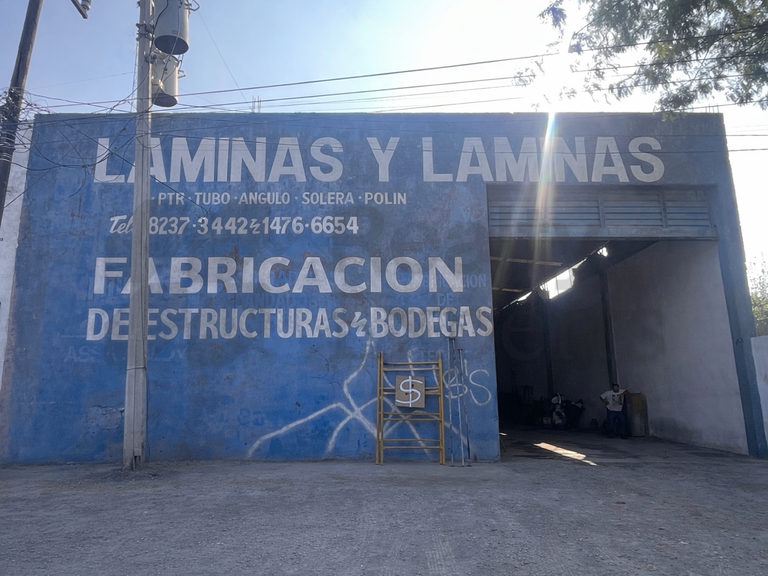 LAMINAS Y LAMINAS
PTR · TUBO · ANGULO · SOLERA · POLIN
Tel 8237·3442 y 1476·6654
FABRICACION
DE ESTRUCTURAS y BODEGAS
$